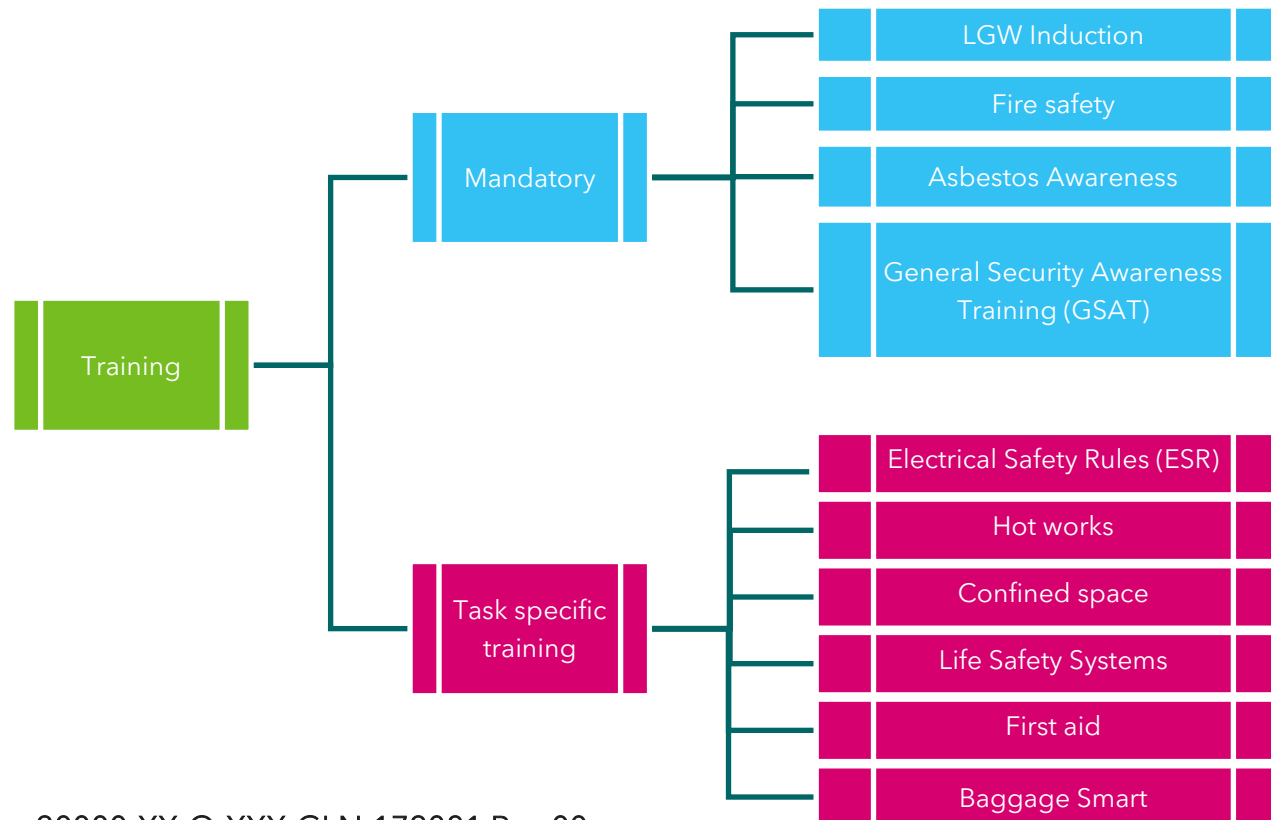 LGW Induction
Fire safety
Mandatory
Asbestos Awareness
General Security Awareness
Training (GSAT)
Training
Electrical Safety Rules (ESR)
Hot works
Confined space
Task specific
training
Life Safety Systems
First aid
Baggage Smart